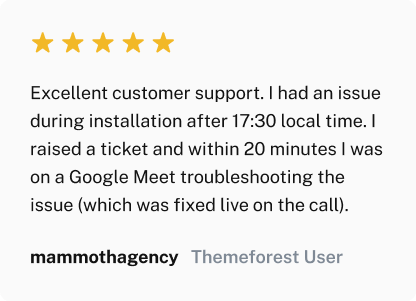 Excellent customer support. I had an issue
during installation after 17:30 local time. I
raised a ticket and within 20 minutes I was
on a Google Meet troubleshooting the
issue (which was fixed live on the call).
mammothagency Themeforest User